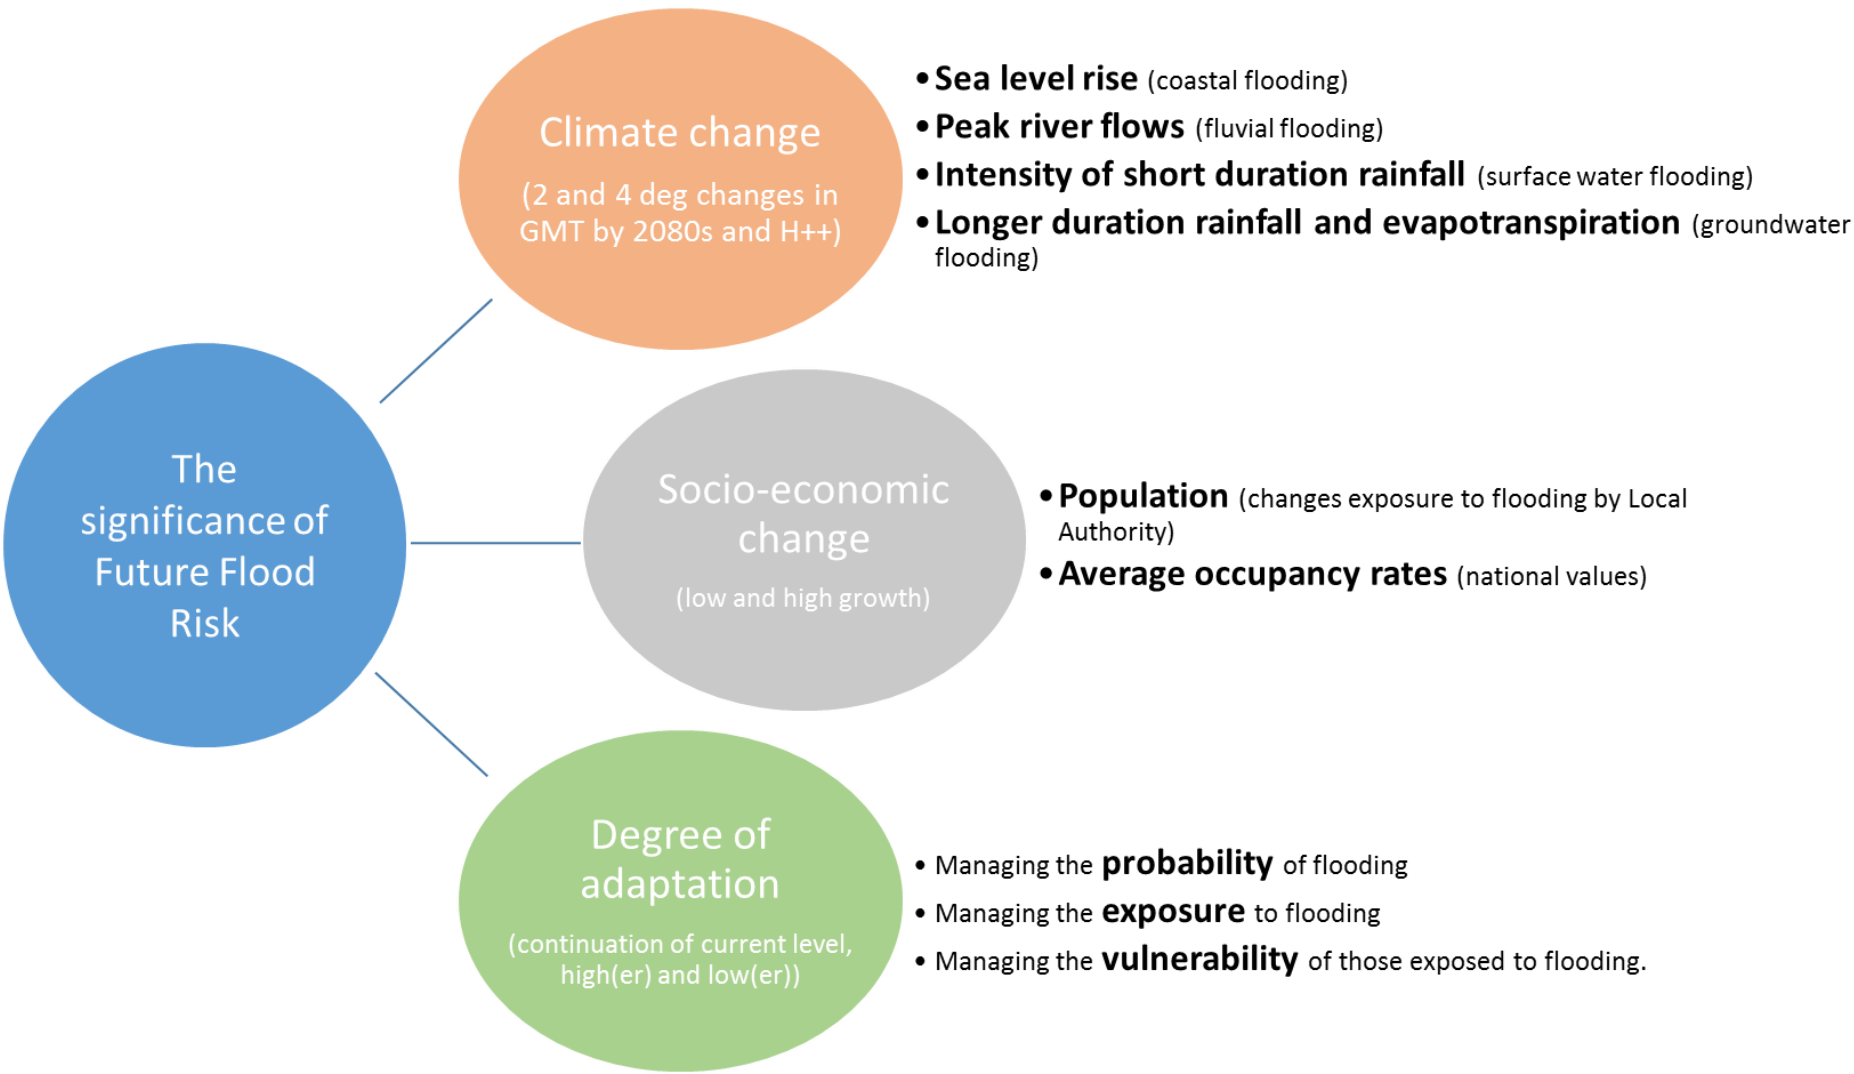 The
significance of
Future Flood
Risk
Climate change
(2 and 4 deg changes in
GMT by 2080s and H++)
•Sea level rise (coastal flooding)
•Peak river flows (fluvial flooding)
•Intensity of short duration rainfall (surface water flooding)
•Longer duration rainfall and evapotranspiration (groundwater
flooding)
Socio-economic
change
(low and high growth)
•Population (changes exposure to flooding by Local
Authority)
•Average occupancy rates (national values)
Degree of
adaptation
(continuation of current level,
high(er) and low(er))
• Managing the probability of flooding
• Managing the exposure to flooding
• Managing the vulnerability of those exposed to flooding.